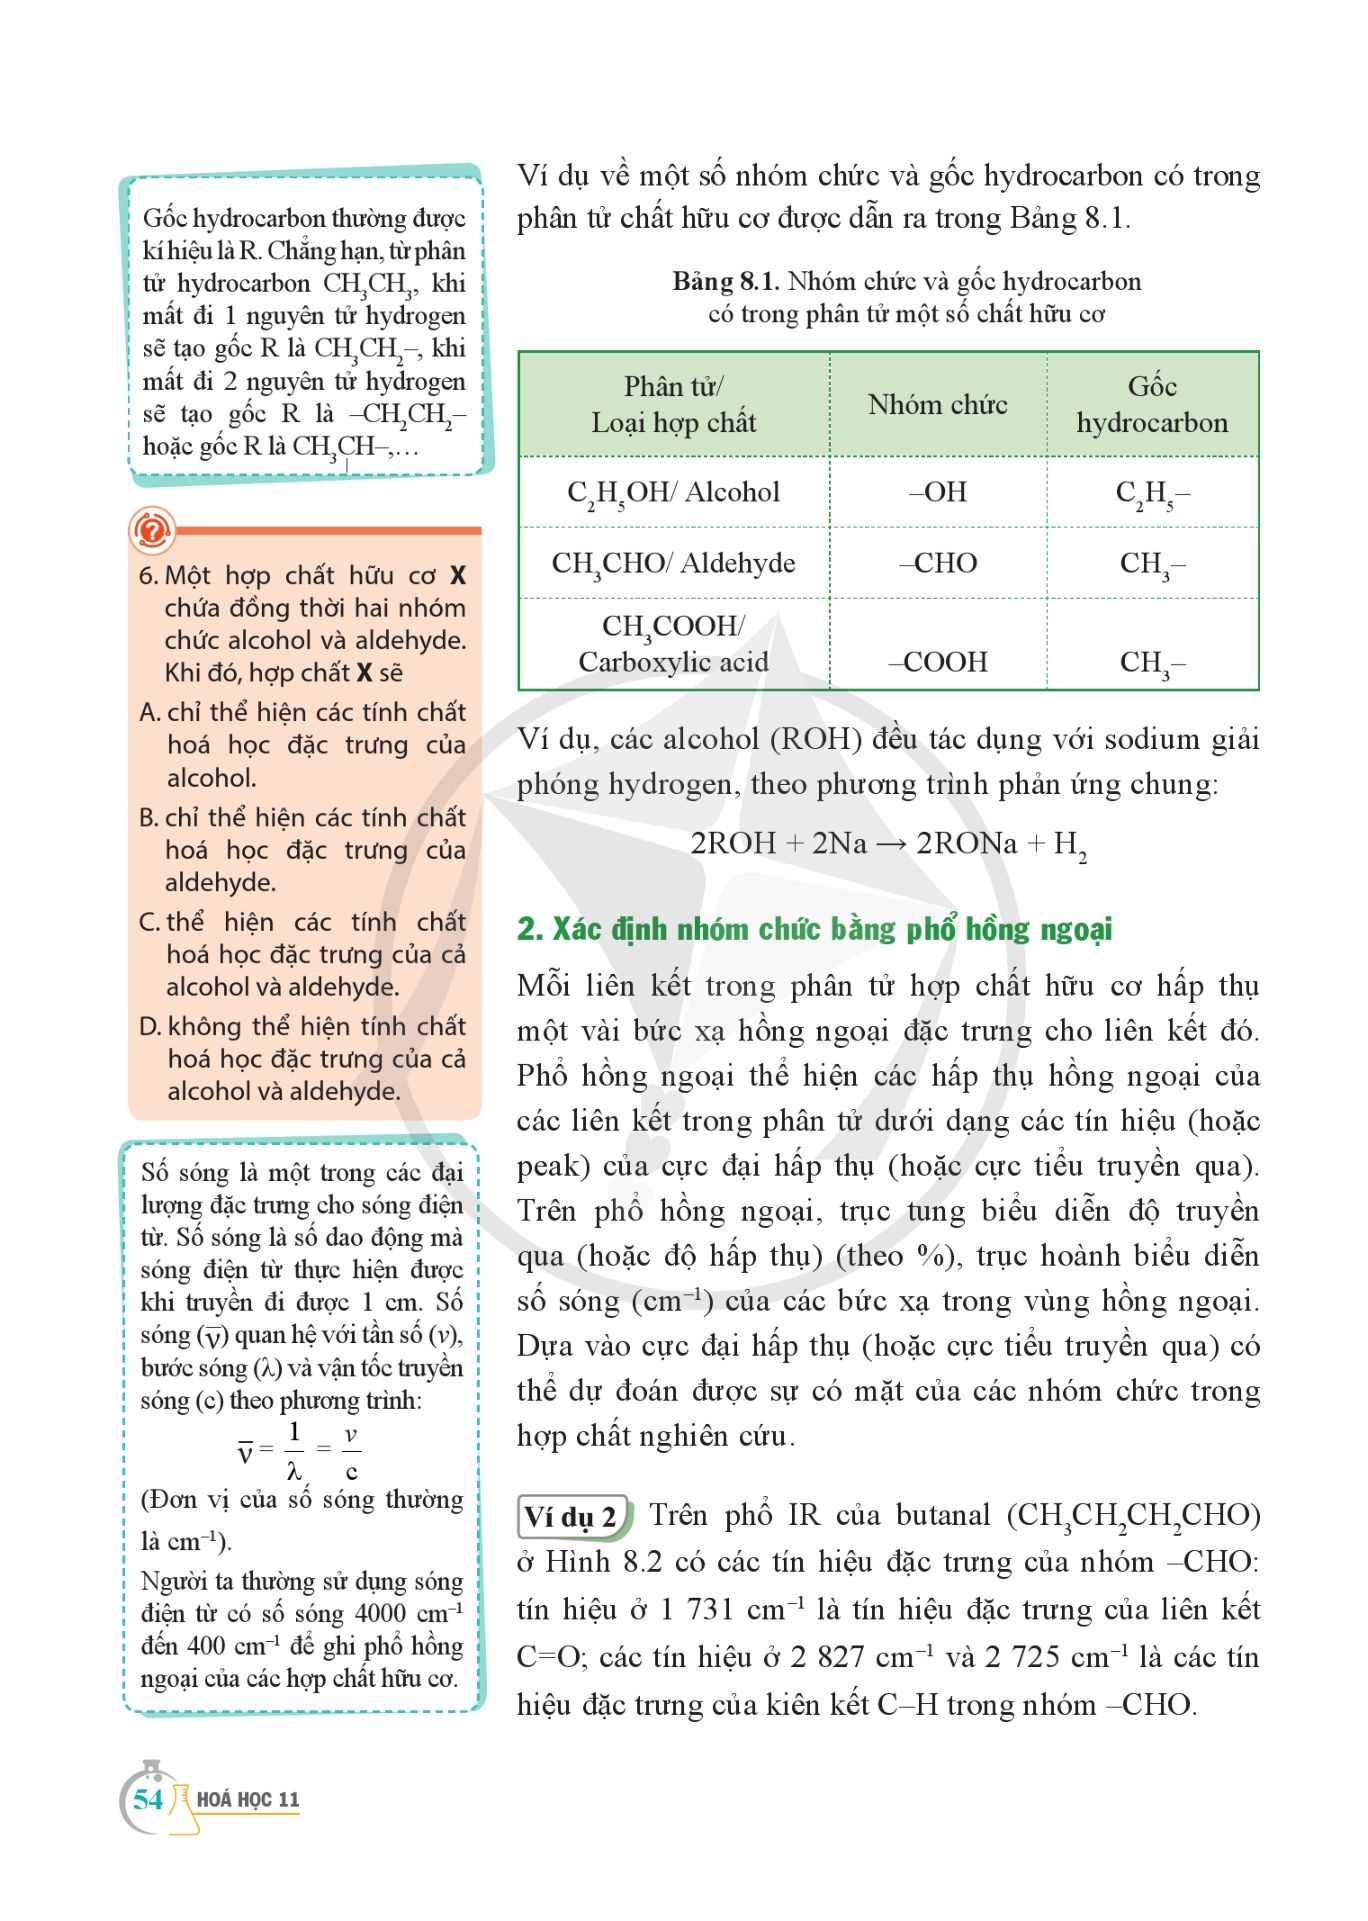 Gốc hydrocarbon thường được
kí hiệu là R. Chẳng hạn, từ phân
tử hydrocarbon CH₃CH₃, khi
mất đi 1 nguyên tử hydrogen
sẽ tạo gốc R là CH₃CH₂–, khi
mất đi 2 nguyên tử hydrogen
sẽ tạo gốc R là –CH₂CH₂–
hoặc gốc R là CH₃CH–,…
|
?
6. Một hợp chất hữu cơ X
chứa đồng thời hai nhóm
chức alcohol và aldehyde.
Khi đó, hợp chất X sẽ
A. chỉ thể hiện các tính chất
hoá học đặc trưng của
alcohol.
B. chỉ thể hiện các tính chất
hoá học đặc trưng của
aldehyde.
C. thể hiện các tính chất
hoá học đặc trưng của cả
alcohol và aldehyde.
D. không thể hiện tính chất
hoá học đặc trưng của cả
alcohol và aldehyde.
Số sóng là một trong các đại
lượng đặc trưng cho sóng điện
từ. Số sóng là số dao động mà
sóng điện từ thực hiện được
khi truyền đi được 1 cm. Số
sóng (ν̅) quan hệ với tần số (ν),
bước sóng (λ) và vận tốc truyền
sóng (c) theo phương trình:
ν̅ = 1/λ = ν/c
(Đơn vị của số sóng thường
là cm⁻¹).
Người ta thường sử dụng sóng
điện từ có số sóng 4000 cm⁻¹
đến 400 cm⁻¹ để ghi phổ hồng
ngoại của các hợp chất hữu cơ.
Ví dụ về một số nhóm chức và gốc hydrocarbon có trong
phân tử chất hữu cơ được dẫn ra trong Bảng 8.1.
Bảng 8.1. Nhóm chức và gốc hydrocarbon
có trong phân tử một số chất hữu cơ
Phân tử/
Loại hợp chất
Nhóm chức
Gốc
hydrocarbon
C₂H₅OH/ Alcohol –OH C₂H₅–
CH₃CHO/ Aldehyde –CHO CH₃–
CH₃COOH/
Carboxylic acid –COOH CH₃–
Ví dụ, các alcohol (ROH) đều tác dụng với sodium giải
phóng hydrogen, theo phương trình phản ứng chung:
2ROH + 2Na → 2RONa + H₂
2. Xác định nhóm chức bằng phổ hồng ngoại
Mỗi liên kết trong phân tử hợp chất hữu cơ hấp thụ
một vài bức xạ hồng ngoại đặc trưng cho liên kết đó.
Phổ hồng ngoại thể hiện các hấp thụ hồng ngoại của
các liên kết trong phân tử dưới dạng các tín hiệu (hoặc
peak) của cực đại hấp thụ (hoặc cực tiểu truyền qua).
Trên phổ hồng ngoại, trục tung biểu diễn độ truyền
qua (hoặc độ hấp thụ) (theo %), trục hoành biểu diễn
số sóng (cm⁻¹) của các bức xạ trong vùng hồng ngoại.
Dựa vào cực đại hấp thụ (hoặc cực tiểu truyền qua) có
thể dự đoán được sự có mặt của các nhóm chức trong
hợp chất nghiên cứu.
Ví dụ 2 Trên phổ IR của butanal (CH₃CH₂CH₂CHO)
ở Hình 8.2 có các tín hiệu đặc trưng của nhóm –CHO:
tín hiệu ở 1 731 cm⁻¹ là tín hiệu đặc trưng của liên kết
C=O; các tín hiệu ở 2 827 cm⁻¹ và 2 725 cm⁻¹ là các tín
hiệu đặc trưng của kiên kết C–H trong nhóm –CHO.
54 HOÁ HỌC 11